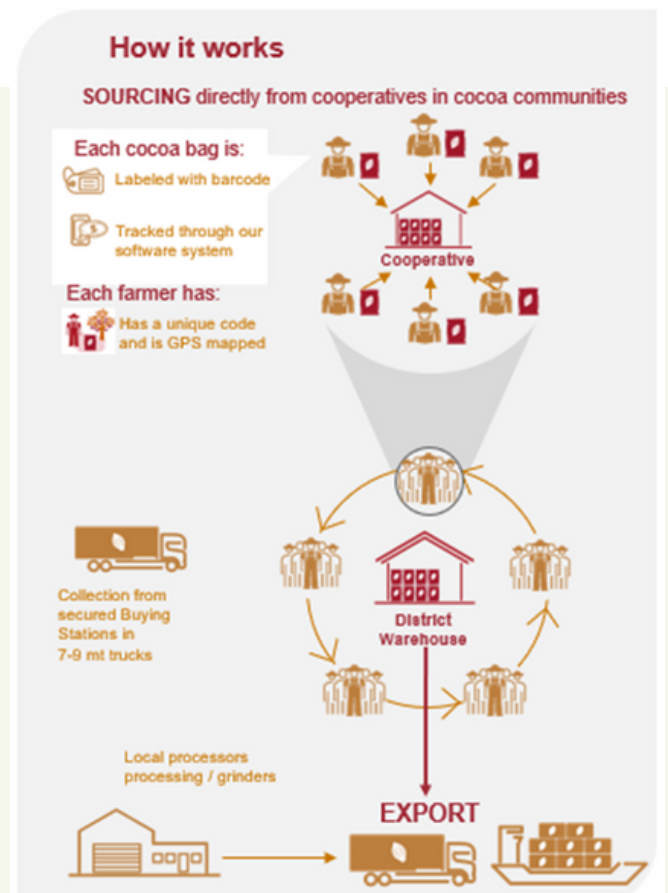 How it works
SOURCING directly from cooperatives in cocoa communities
Each cocoa bag is:
Labeled with barcode
Tracked through our
software system
Cooperative
Each farmer has:
Has a unique code
and is GPS mapped
Collection from
secured Buying
Stations in
7-9 mt trucks
District
Warehouse
Local processors
processing / grinders
EXPORT